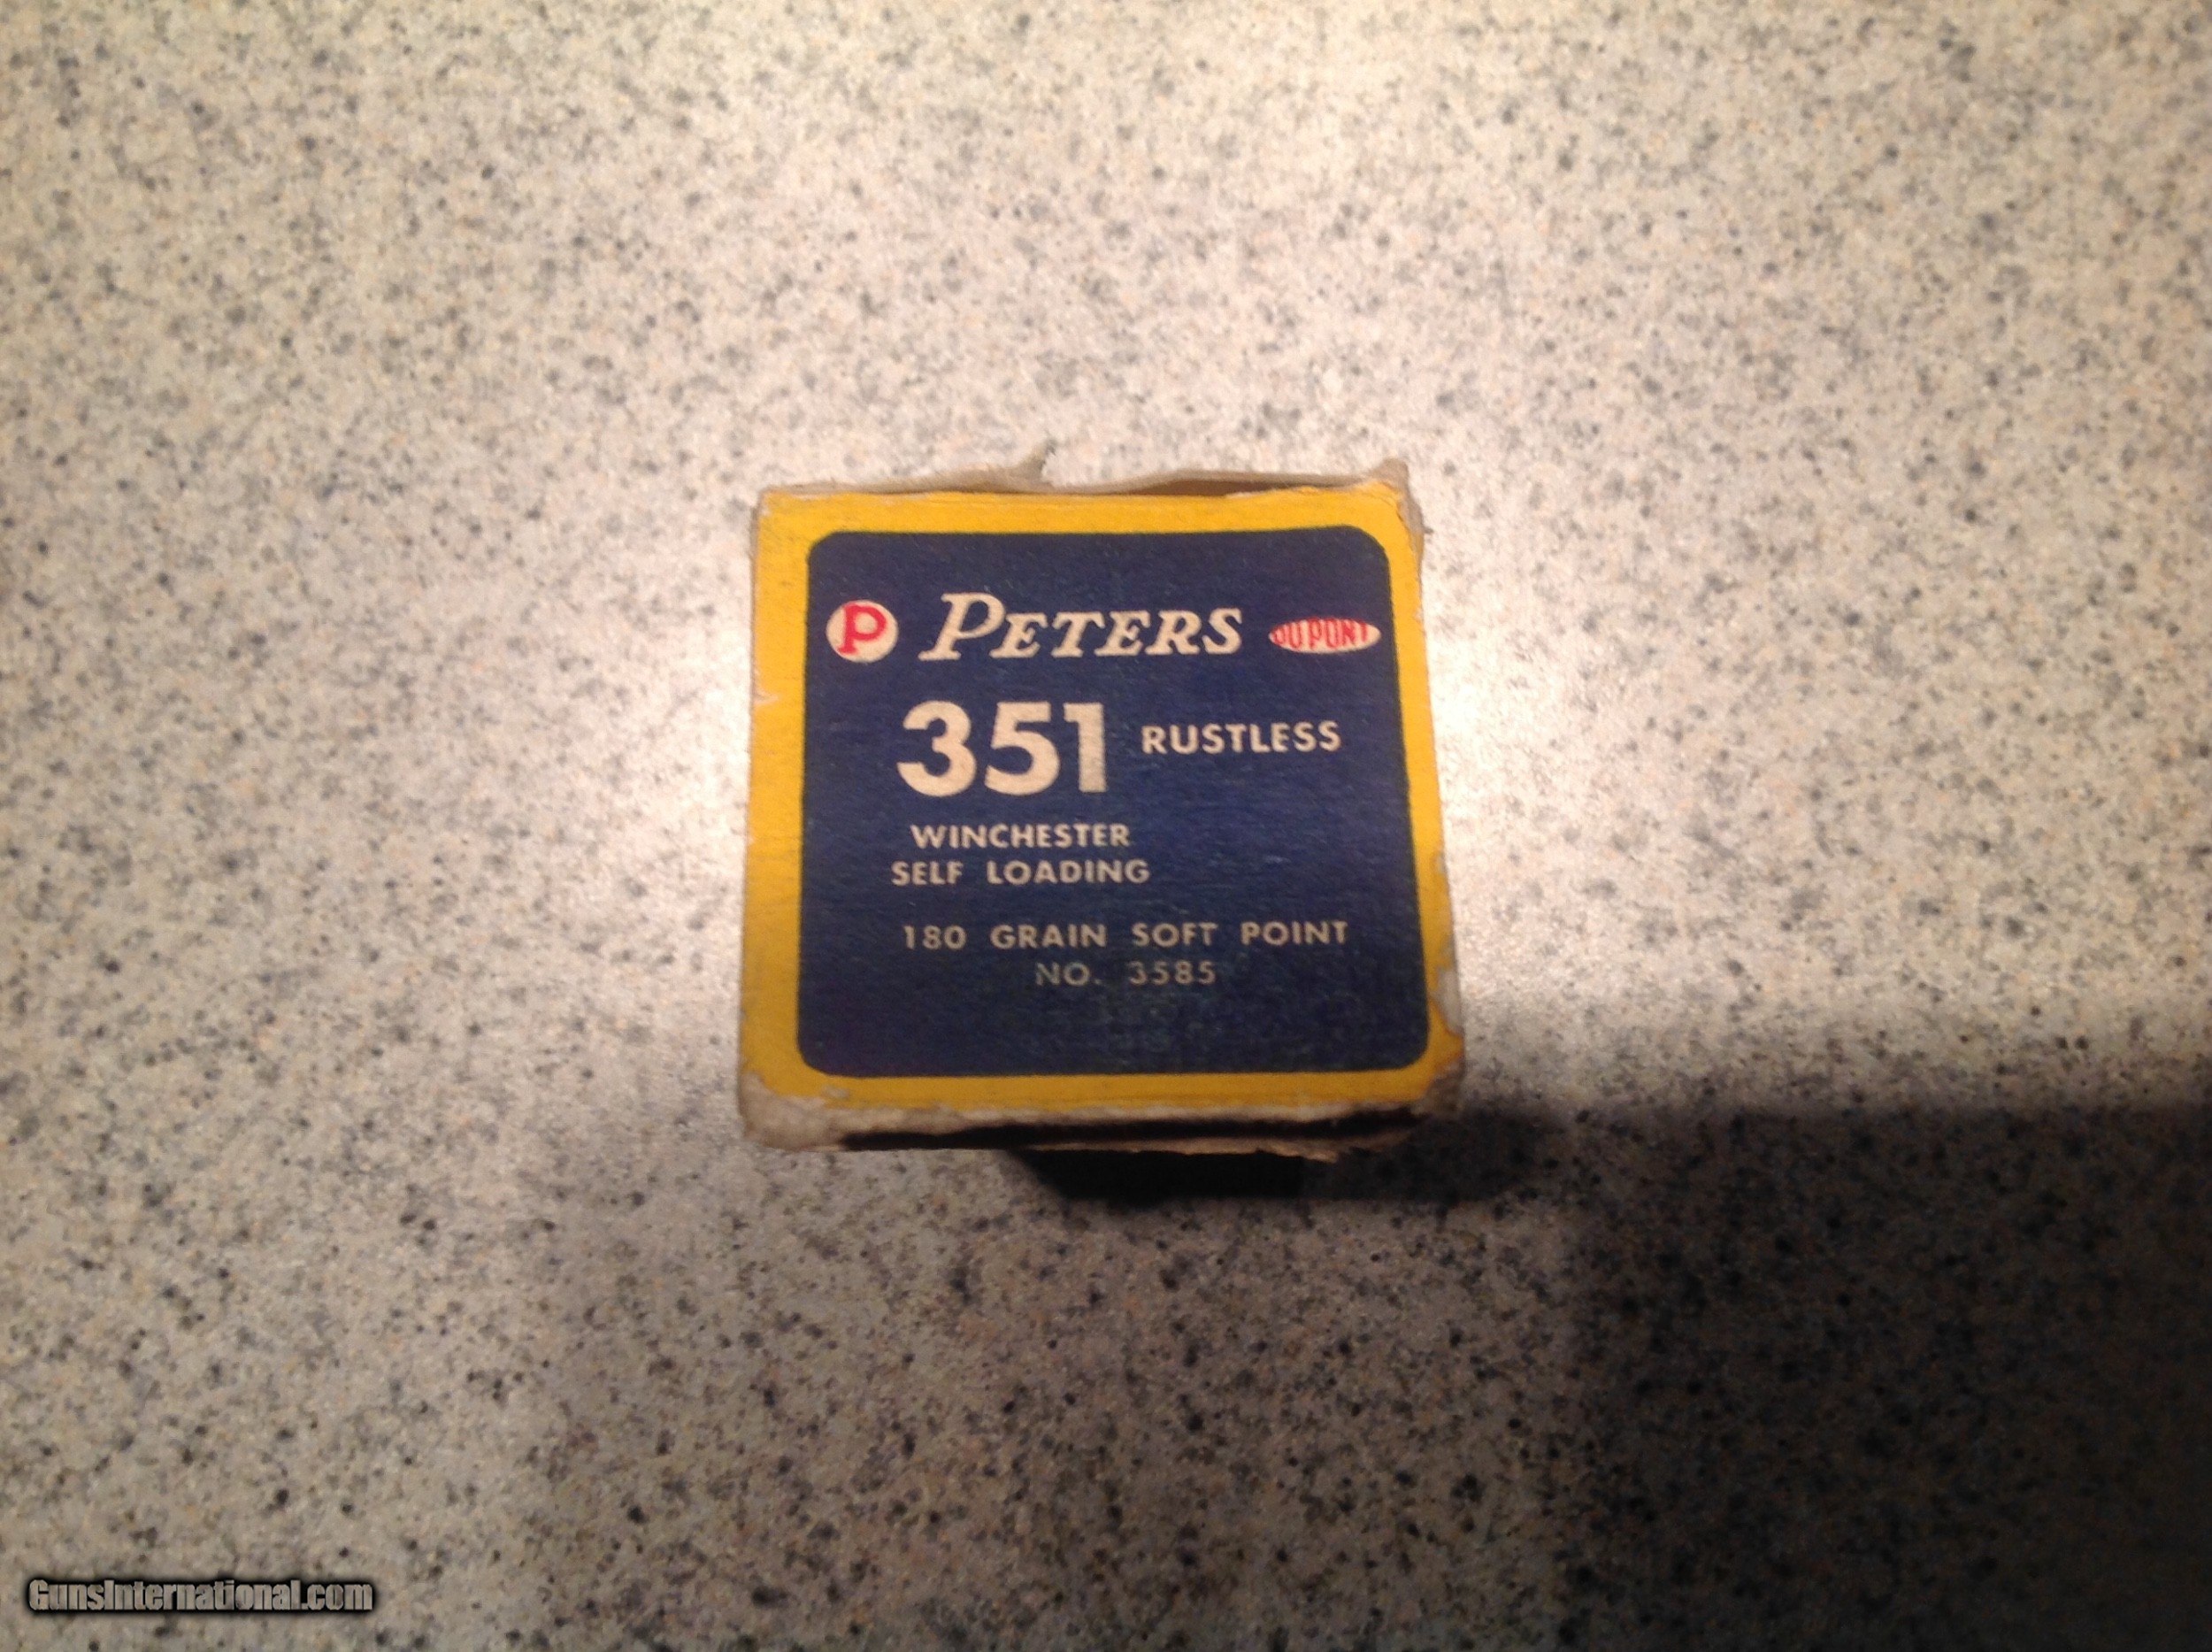 P PETERS DU PONT
351 RUSTLESS
WINCHESTER
SELF LOADING
180 GRAIN SOFT POINT
NO. 3585
GunsInternational.com